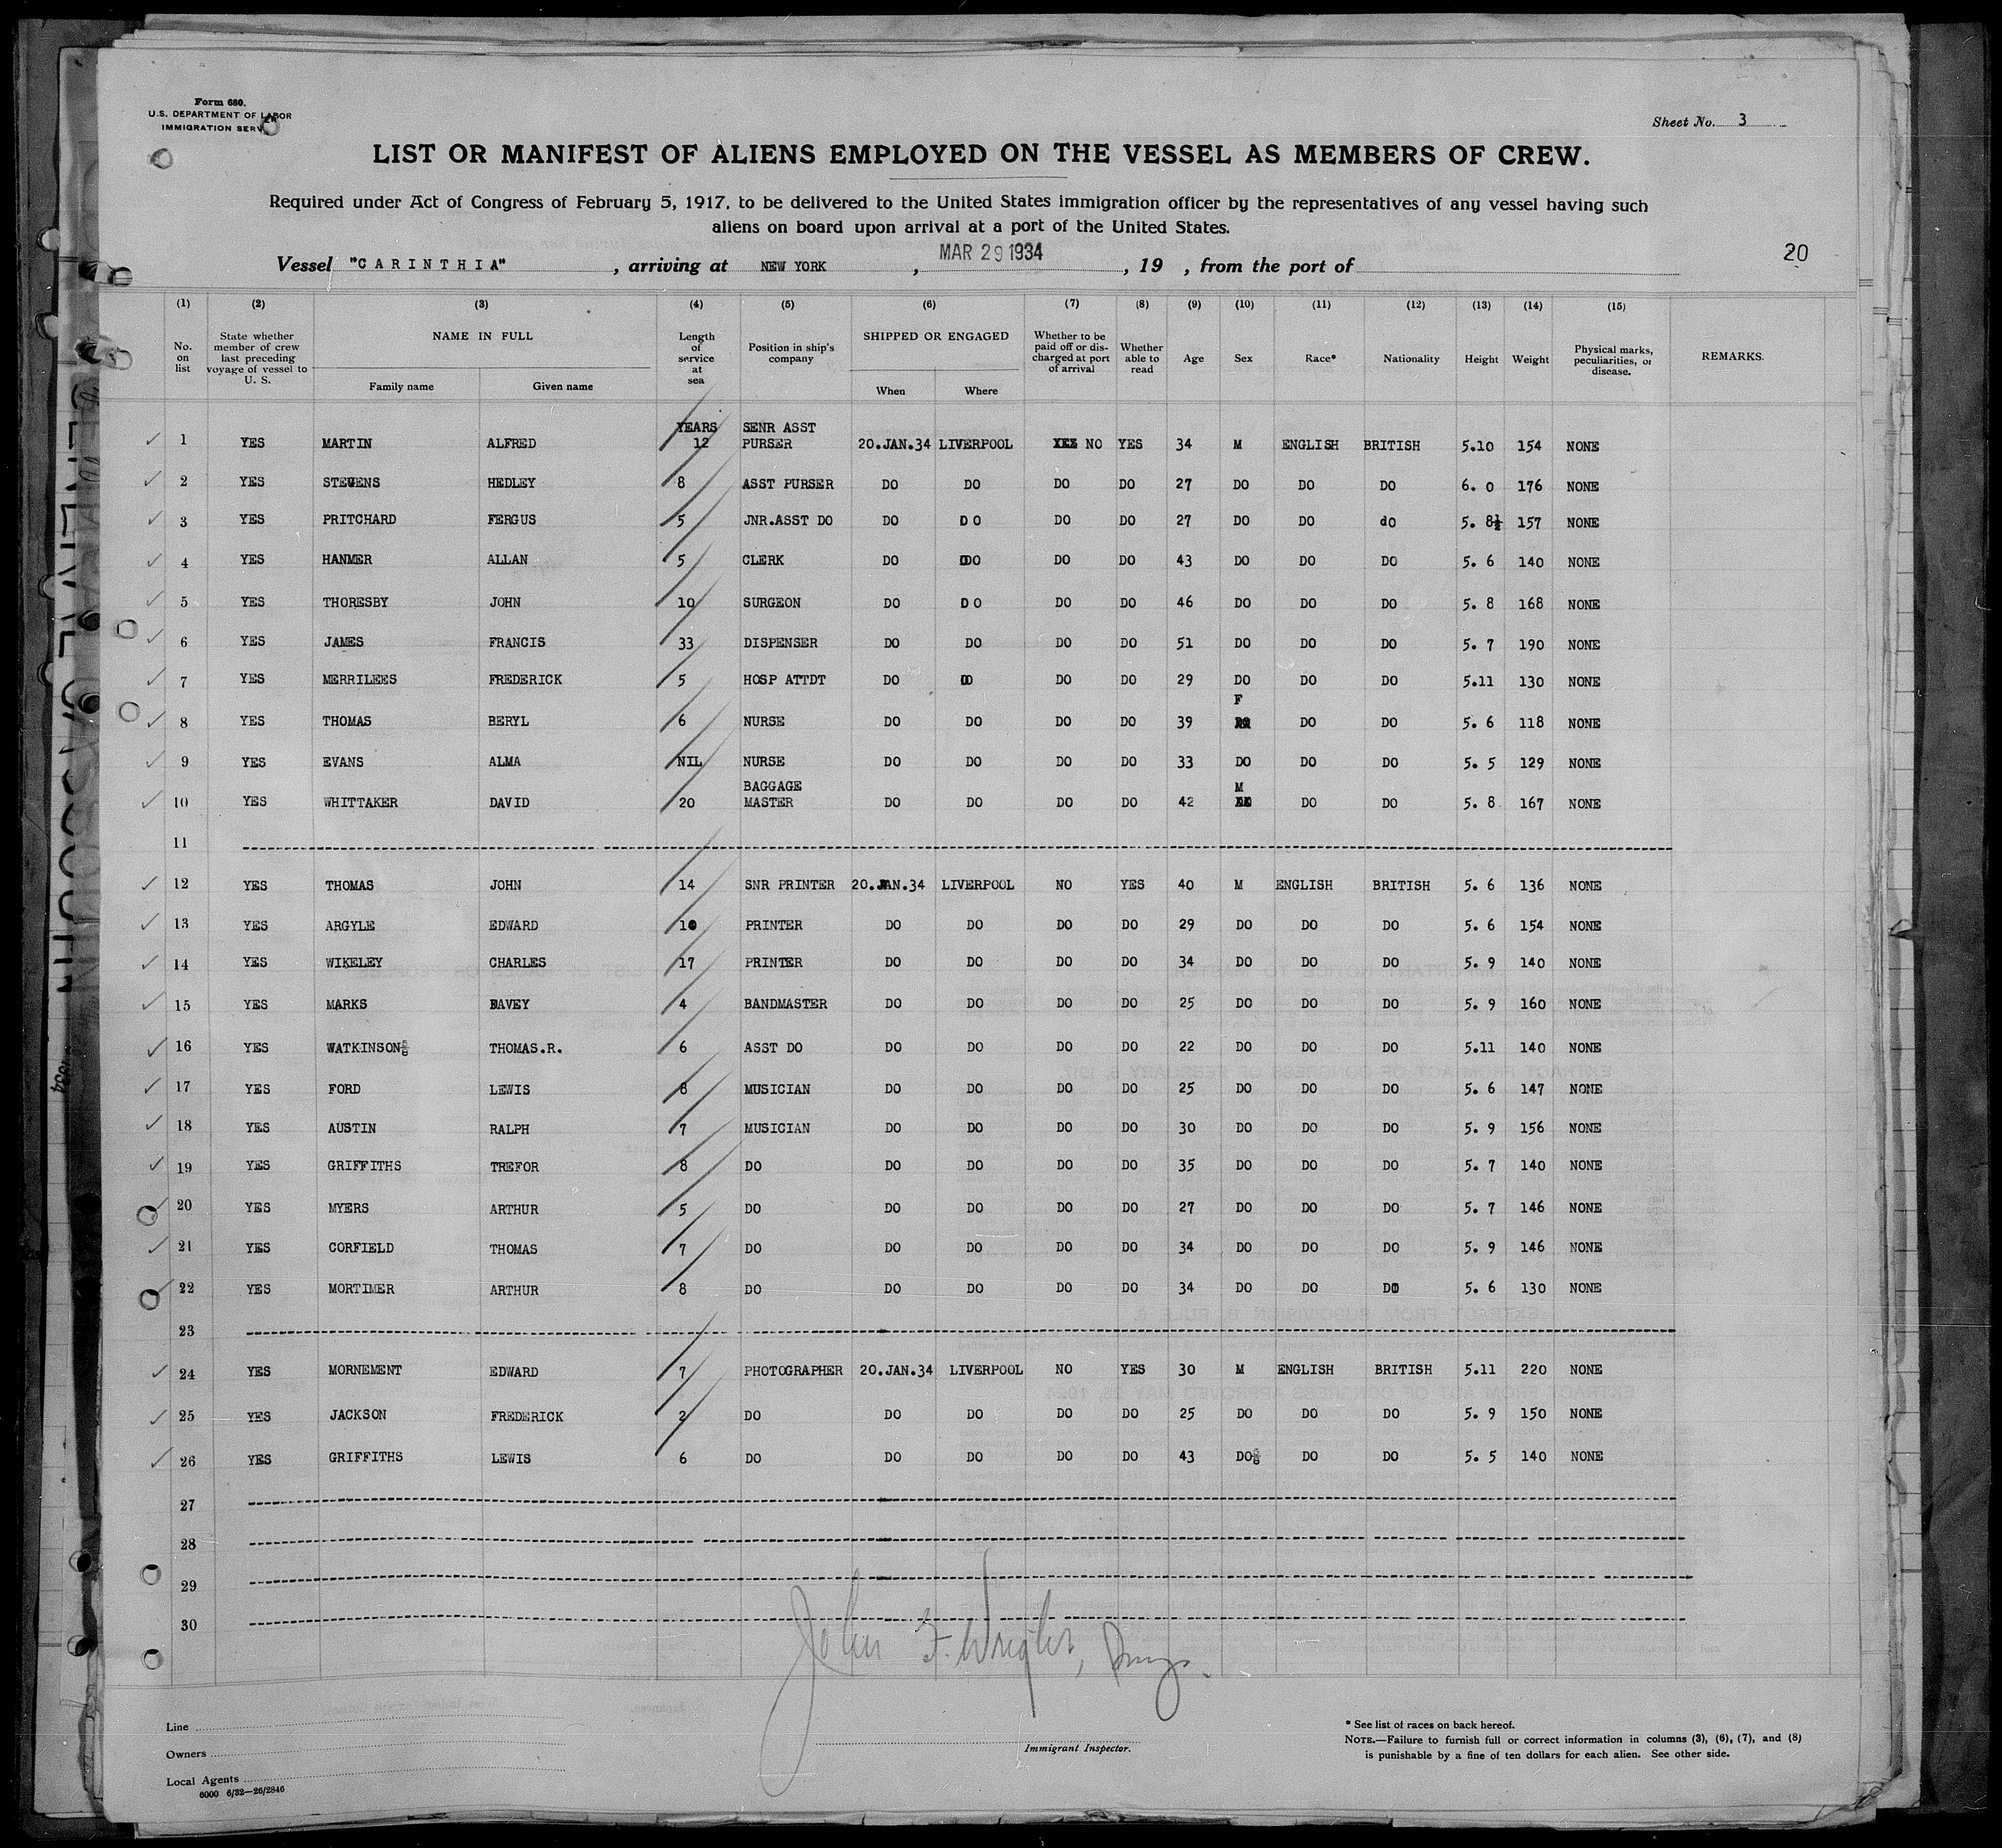 Form 680.
U.S. DEPARTMENT OF LABOR
IMMIGRATION SERV
Sheet No. 3
LIST OR MANIFEST OF ALIENS EMPLOYED ON THE VESSEL AS MEMBERS OF CREW.
Required under Act of Congress of February 5, 1917, to be delivered to the United States immigration officer by the representatives of any vessel having such
aliens on board upon arrival at a port of the United States.
Vessel "CARINTHIA", arriving at NEW YORK, MAR 29 1934, 19 , from the port of 20
(1) (2) (3) (4) (5) (6) (7) (8) (9) (10) (11) (12) (13) (14) (15)
No. on list State whether member of crew last preceding voyage of vessel to U. S. NAME IN FULL Family name Given name Length of service at sea Position in ship's company SHIPPED OR ENGAGED When Where Whether to be paid off or discharged at port of arrival Whether able to read Age Sex Race* Nationality Height Weight Physical marks, peculiarities, or disease. REMARKS.
1 YES MARTIN ALFRED YEARS 12 SENR ASST PURSER 20.JAN.34 LIVERPOOL YES NO YES 34 M ENGLISH BRITISH 5.10 154 NONE
2 YES STEVENS HEDLEY 8 ASST PURSER DO DO DO DO 27 DO DO DO 6. 0 176 NONE
3 YES PRITCHARD FERGUS 5 JNR.ASST DO DO DO DO DO 27 DO DO do 5. 8½ 157 NONE
4 YES HANMER ALLAN 5 CLERK DO DO DO DO 43 DO DO DO 5. 6 140 NONE
5 YES THORESBY JOHN 10 SURGEON DO DO DO DO 46 DO DO DO 5. 8 168 NONE
6 YES JAMES FRANCIS 33 DISPENSER DO DO DO DO 51 DO DO DO 5. 7 190 NONE
7 YES MERRILEES FREDERICK 5 HOSP ATTDT DO DO DO DO 29 DO DO DO 5.11 130 NONE
8 YES THOMAS BERYL 6 NURSE DO DO DO DO 39 F DO DO 5. 6 118 NONE
9 YES EVANS ALMA NIL NURSE DO DO DO DO 33 DO DO DO 5. 5 129 NONE
10 YES WHITTAKER DAVID 20 BAGGAGE MASTER DO DO DO DO 42 M DO DO 5. 8 167 NONE
11
12 YES THOMAS JOHN 14 SNR PRINTER 20.JAN.34 LIVERPOOL NO YES 40 M ENGLISH BRITISH 5. 6 136 NONE
13 YES ARGYLE EDWARD 10 PRINTER DO DO DO DO 29 DO DO DO 5. 6 154 NONE
14 YES WIKELEY CHARLES 17 PRINTER DO DO DO DO 34 DO DO DO 5. 9 140 NONE
15 YES MARKS DAVEY 4 BANDMASTER DO DO DO DO 25 DO DO DO 5. 9 160 NONE
16 YES WATKINSON THOMAS.R. 6 ASST DO DO DO DO DO 22 DO DO DO 5.11 140 NONE
17 YES FORD LEWIS 8 MUSICIAN DO DO DO DO 25 DO DO DO 5. 6 147 NONE
18 YES AUSTIN RALPH 7 MUSICIAN DO DO DO DO 30 DO DO DO 5. 9 156 NONE
19 YES GRIFFITHS TREFOR 8 DO DO DO DO DO 35 DO DO DO 5. 7 140 NONE
20 YES MYERS ARTHUR 5 DO DO DO DO DO 27 DO DO DO 5. 7 146 NONE
21 YES CORFIELD THOMAS 7 DO DO DO DO DO 34 DO DO DO 5. 9 146 NONE
22 YES MORTIMER ARTHUR 8 DO DO DO DO DO 34 DO DO DO 5. 6 130 NONE
23
24 YES MORNEMENT EDWARD 7 PHOTOGRAPHER 20.JAN.34 LIVERPOOL NO YES 30 M ENGLISH BRITISH 5.11 220 NONE
25 YES JACKSON FREDERICK 2 DO DO DO DO DO 25 DO DO DO 5. 9 150 NONE
26 YES GRIFFITHS LEWIS 6 DO DO DO DO DO 43 DO DO DO 5. 5 140 NONE
27
28
29
30
John F. Wright,
Line
Owners
Local Agents
6000 6/32—26/2846
Immigrant Inspector.
* See list of races on back hereof.
NOTE.—Failure to furnish full or correct information in columns (3), (6), (7), and (8)
is punishable by a fine of ten dollars for each alien. See other side.